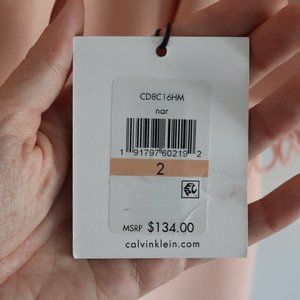 CD8C16HM
nar
1 91797 60219 2
2
MSRP $134.00
calvinklein.com